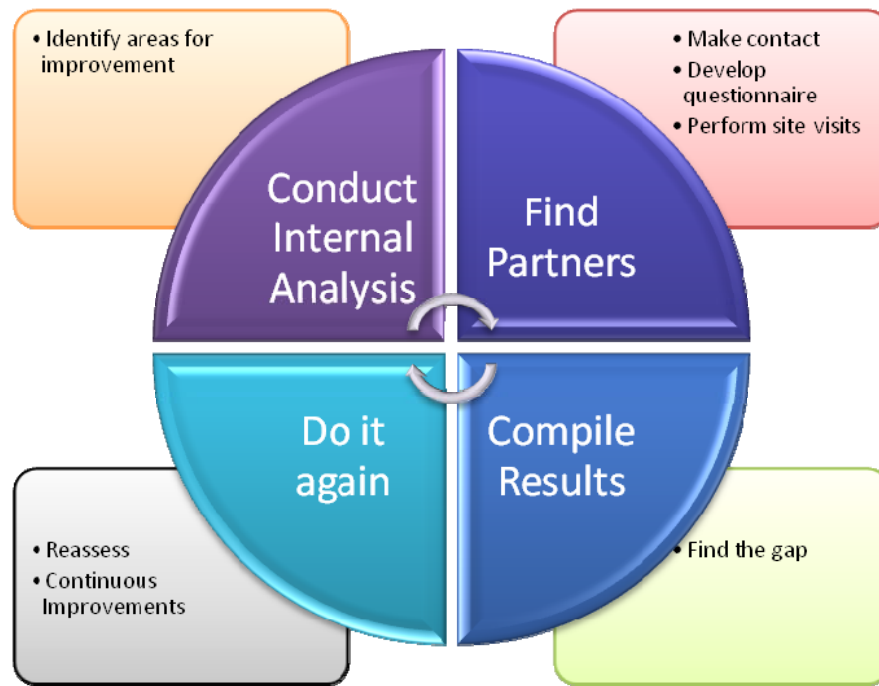 • Identify areas for
improvement
• Make contact
• Develop
questionnaire
• Perform site visits
Conduct
Internal
Analysis
Find
Partners
Do it
again
Compile
Results
• Reassess
• Continuous
Improvements
• Find the gap